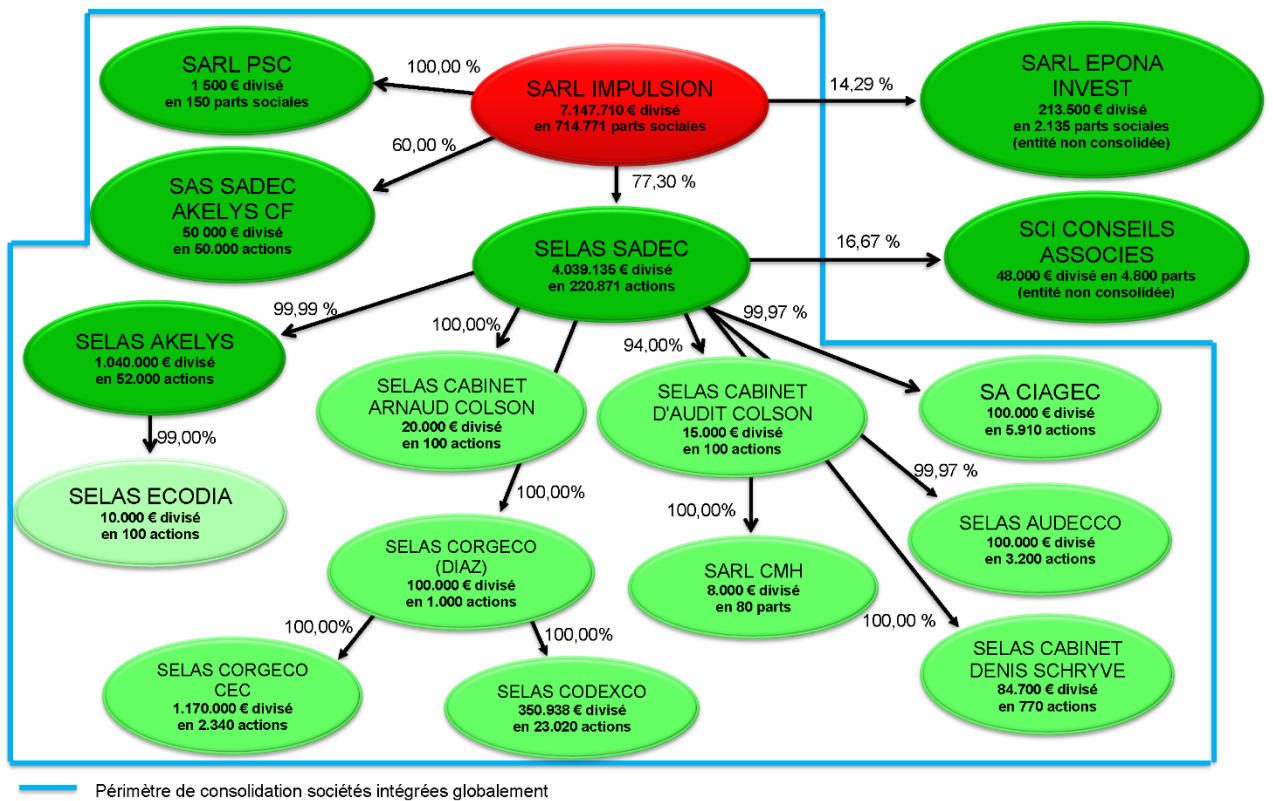 SARL PSC
1 500 € divisé
en 150 parts sociales
100,00 %
SARL IMPULSION
7.147.710 € divisé
en 714.771 parts sociales
14,29 %
SARL EPONA
INVEST
213.500 € divisé
en 2.135 parts sociales
(entité non consolidée)
60,00 %
77,30 %
SAS SADEC
AKELYS CF
50 000 € divisé
en 50.000 actions
SELAS SADEC
4.039.135 € divisé
en 220.871 actions
16,67 %
SCI CONSEILS
ASSOCIES
48.000 € divisé en 4.800 parts
(entité non consolidée)
99,99 %
100,00%
94,00%
99,97 %
SELAS AKELYS
1.040.000 € divisé
en 52.000 actions
SELAS CABINET
ARNAUD COLSON
20.000 € divisé
en 100 actions
SELAS CABINET
D'AUDIT COLSON
15.000 € divisé
en 100 actions
SA CIAGEC
100.000 € divisé
en 5.910 actions
99,00%
99,97 %
SELAS ECODIA
10.000 € divisé
en 100 actions
100,00%
100,00%
SELAS AUDECCO
100.000 € divisé
en 3.200 actions
SELAS CORGECO
(DIAZ)
100.000 € divisé
en 1.000 actions
SARL CMH
8.000 € divisé
en 80 parts
100,00%
100,00%
100,00 %
SELAS CORGECO
CEC
1.170.000 € divisé
en 2.340 actions
SELAS CODEXCO
350.938 € divisé
en 23.020 actions
SELAS CABINET
DENIS SCHRYVE
84.700 € divisé
en 770 actions
Périmètre de consolidation sociétés intégrées globalement